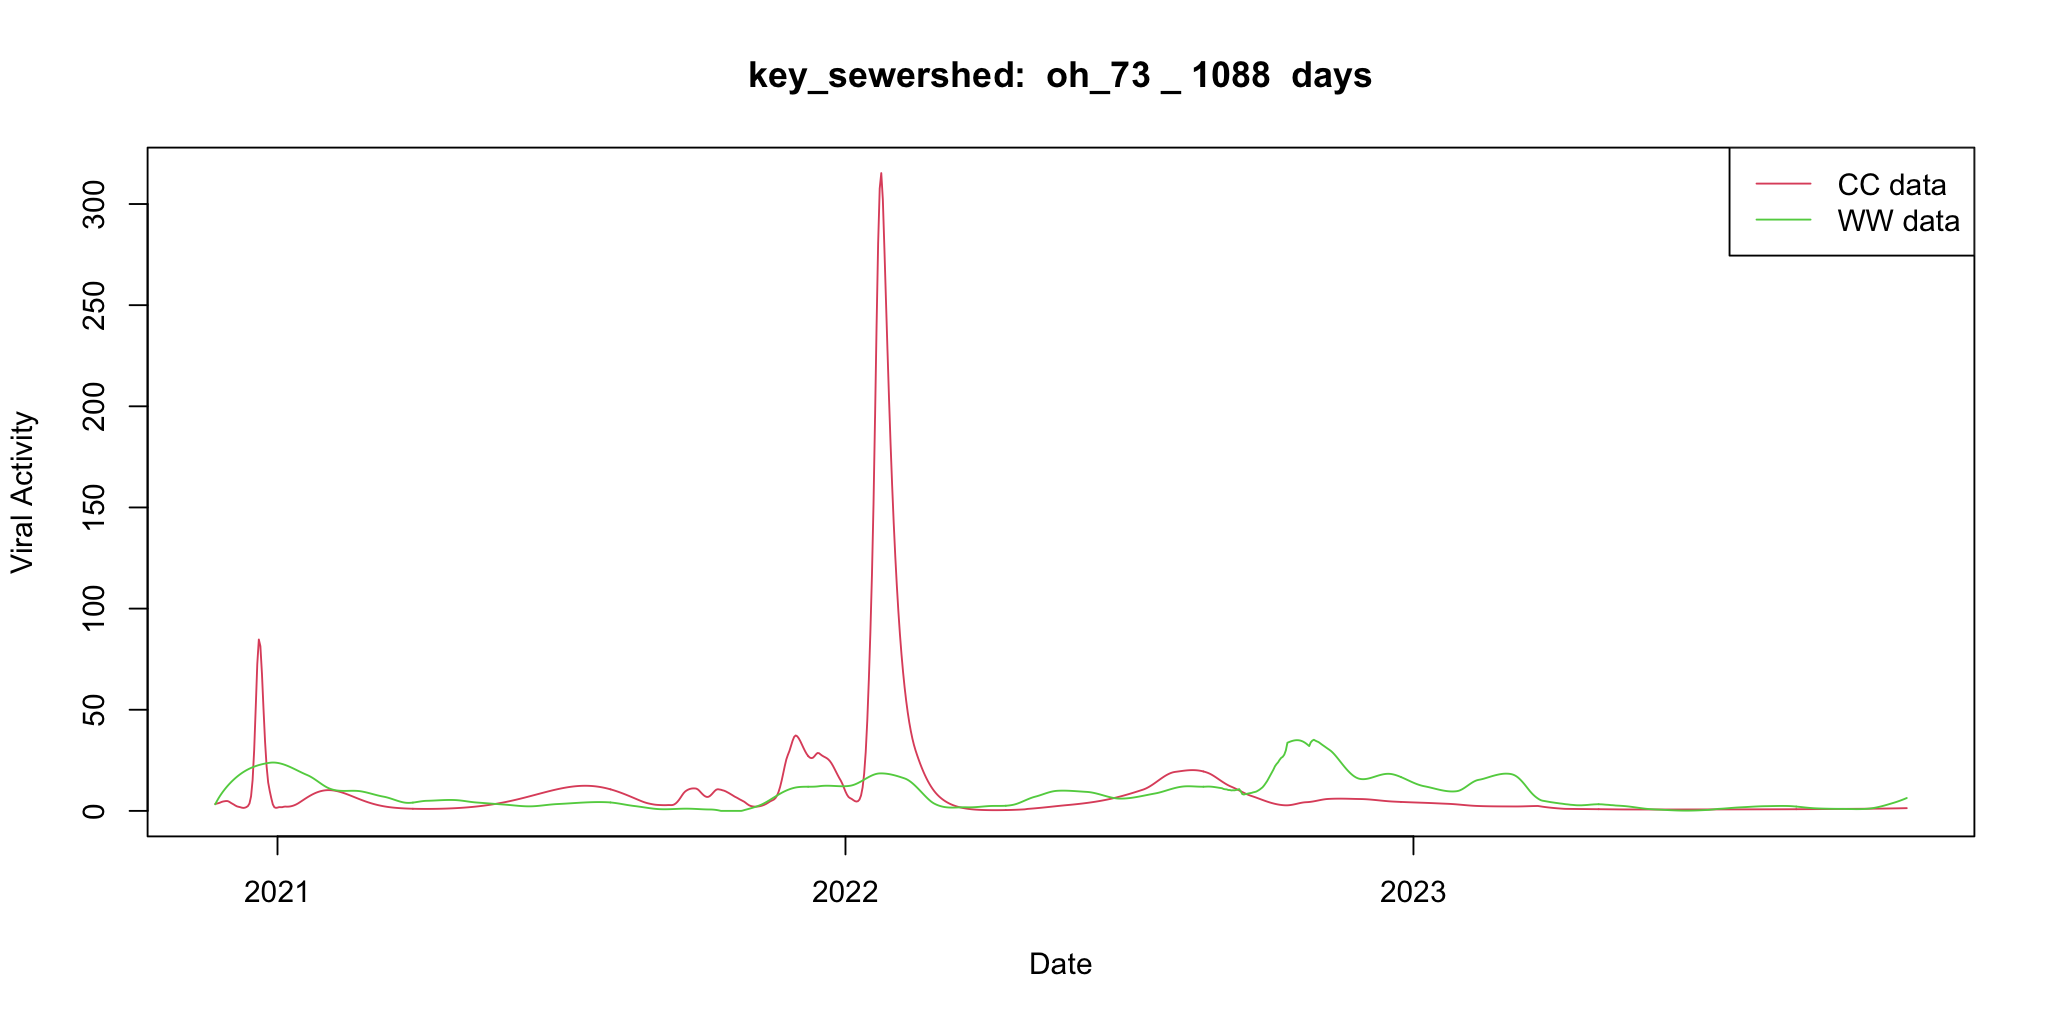 key_sewershed:  oh_73 _ 1088  days
CC data
WW data
Viral Activity
300
250
200
150
100
50
0
2021
2022
2023
Date